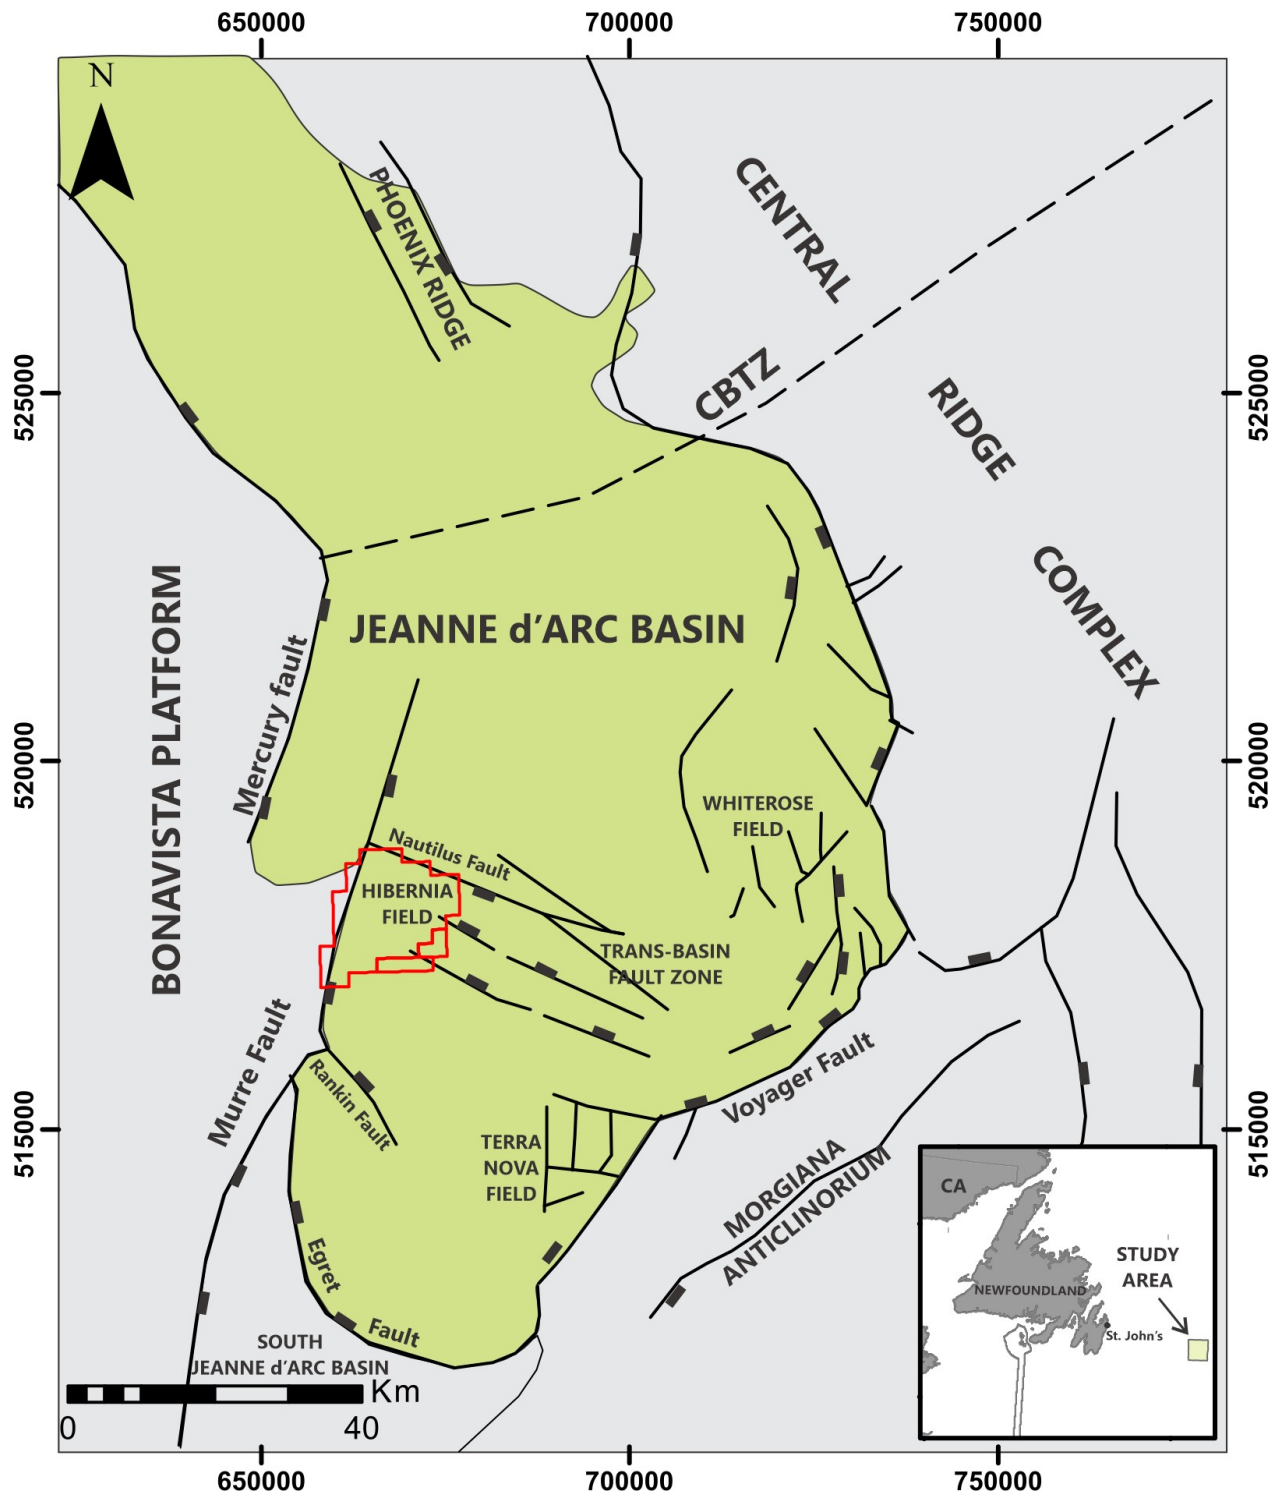 650000
700000
750000
N
PHOENIX RIDGE
CENTRAL
525000
CBTZ
525000
RIDGE
COMPLEX
JEANNE d'ARC BASIN
BONAVISTA PLATFORM
Mercury fault
520000
520000
WHITEROSE
FIELD
Nautilus Fault
HIBERNIA
FIELD
TRANS-BASIN
FAULT ZONE
Murre Fault
Rankin Fault
Voyager Fault
515000
515000
TERRA
NOVA
FIELD
MORGIANA
ANTICLINORIUM
Egret
Fault
SOUTH
JEANNE d'ARC BASIN
Km
0
40
CA
STUDY
AREA
NEWFOUNDLAND
St. John's
650000
700000
750000